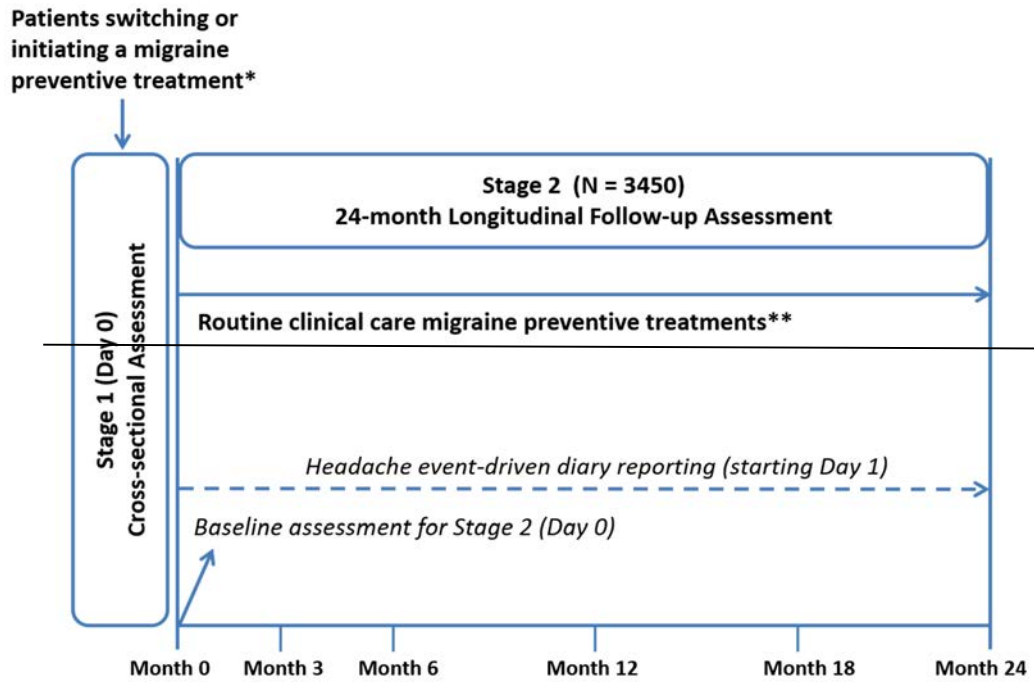 Patients switching or
initiating a migraine
preventive treatment*
Stage 1 (Day 0)
Cross-sectional Assessment
Stage 2 (N = 3450)
24-month Longitudinal Follow-up Assessment
Routine clinical care migraine preventive treatments**
Headache event-driven diary reporting (starting Day 1)
Baseline assessment for Stage 2 (Day 0)
Month 0 Month 3 Month 6 Month 12 Month 18 Month 24